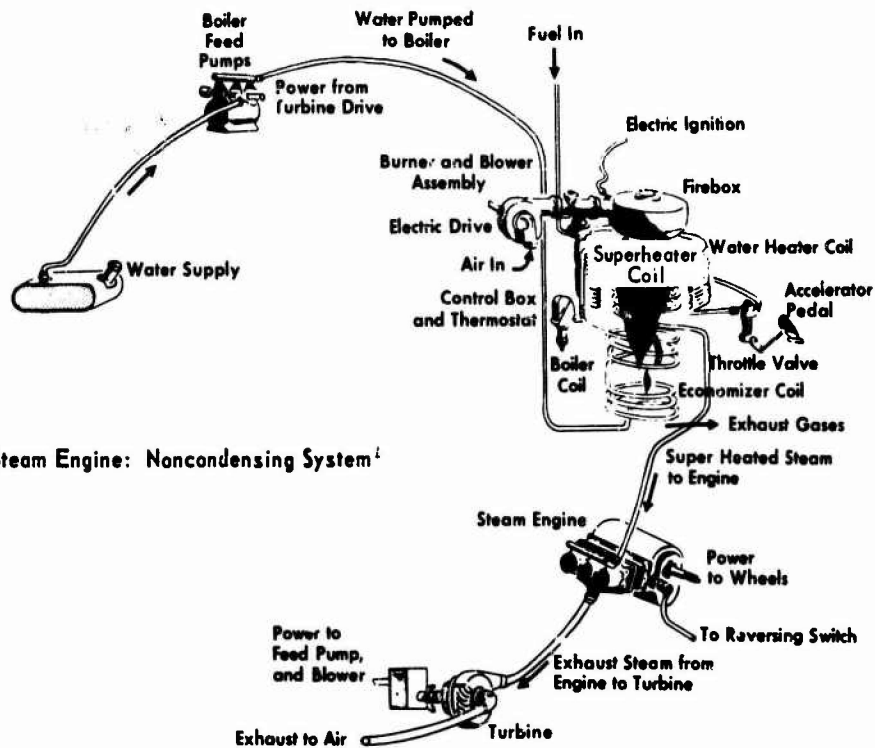 Boiler
Feed
Pumps
Water Pumped
to Boiler
Fuel In
Power from
Turbine Drive
Electric Ignition
Burner and Blower
Assembly
Firebox
Electric Drive
Water Heater Coil
Superheater
Coil
Air In
Water Supply
Control Box
and Thermostat
Accelerator
Pedal
Boiler
Coil
Throttle Valve
Economizer Coil
Exhaust Gases
Steam Engine: Noncondensing System
Super Heated Steam
to Engine
Steam Engine
Power
to Wheels
To Reversing Switch
Power to
Feed Pump,
and Blower
Exhaust Steam from
Engine to Turbine
Turbine
Exhaust to Air